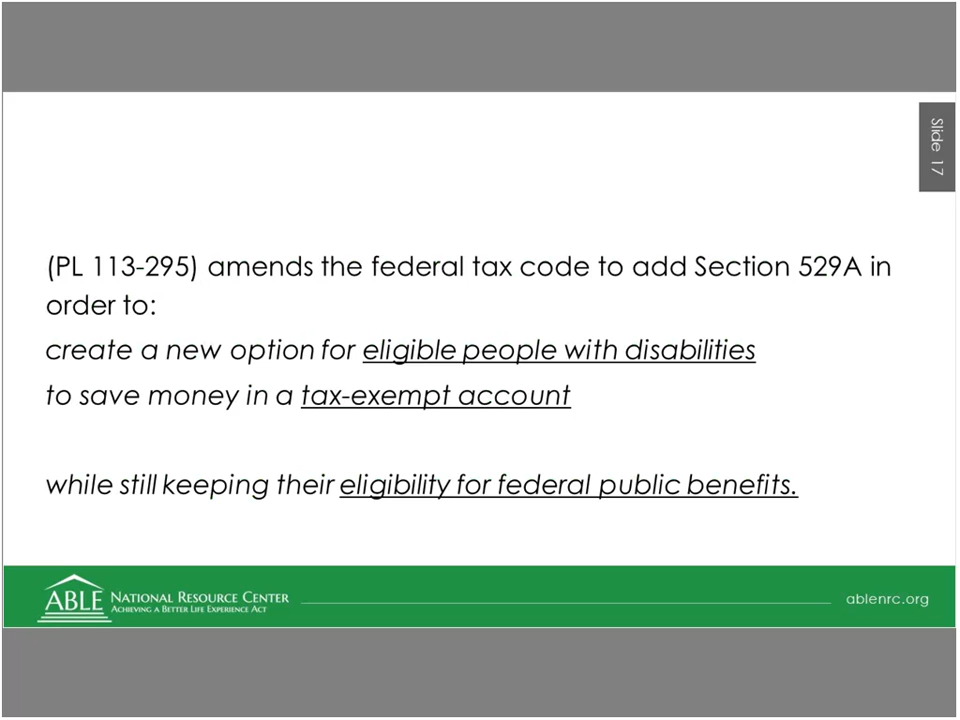 Slide 17
(PL 113-295) amends the federal tax code to add Section 529A in
order to:
create a new option for eligible people with disabilities
to save money in a tax-exempt account
while still keeping their eligibility for federal public benefits.
ABLE NATIONAL RESOURCE CENTER
ACHIEVING A BETTER LIFE EXPERIENCE ACT
ablenrc.org